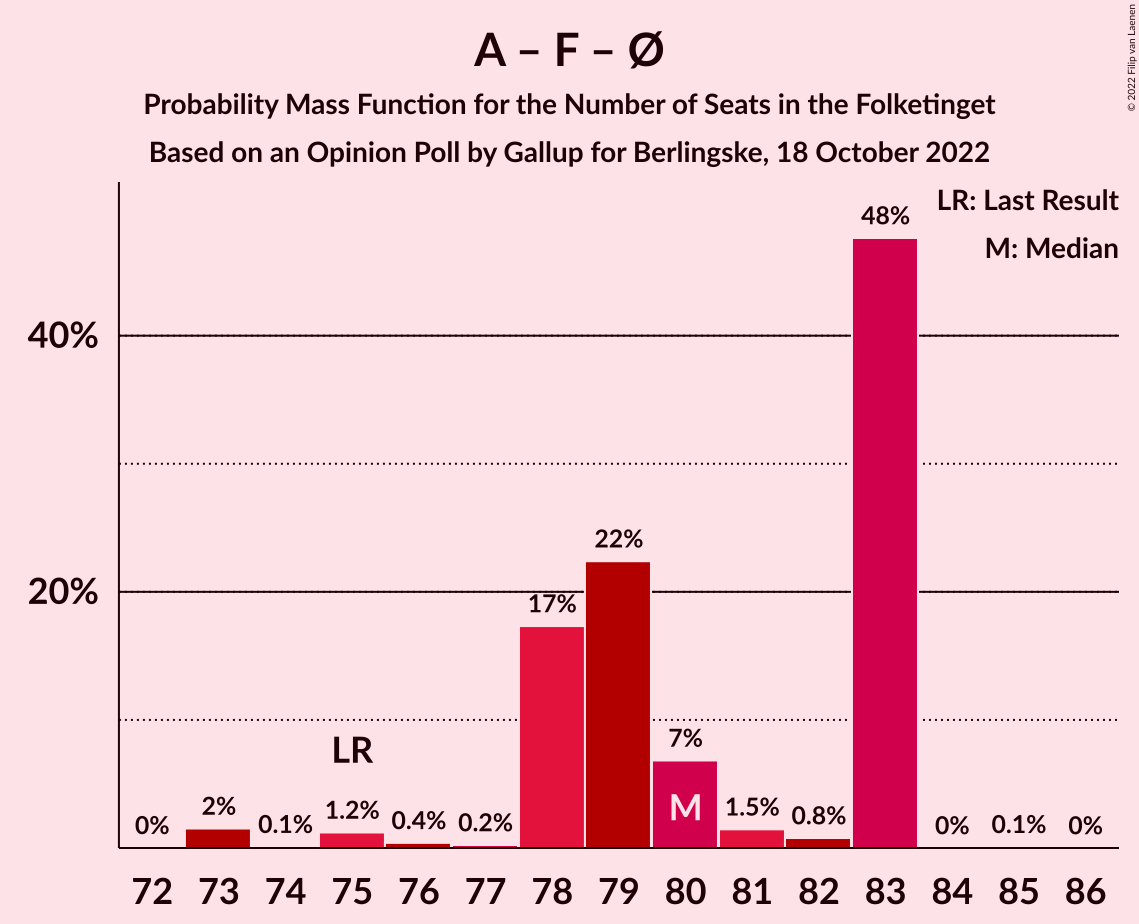 A – F – Ø
Probability Mass Function for the Number of Seats in the Folketinget
Based on an Opinion Poll by Gallup for Berlingske, 18 October 2022
© 2022 Filip van Laenen
LR: Last Result
M: Median
40%
20%
0%
2%
0.1%
1.2%
0.4%
0.2%
17%
22%
7%
1.5%
0.8%
48%
0%
0.1%
0%
LR
M
72 73 74 75 76 77 78 79 80 81 82 83 84 85 86